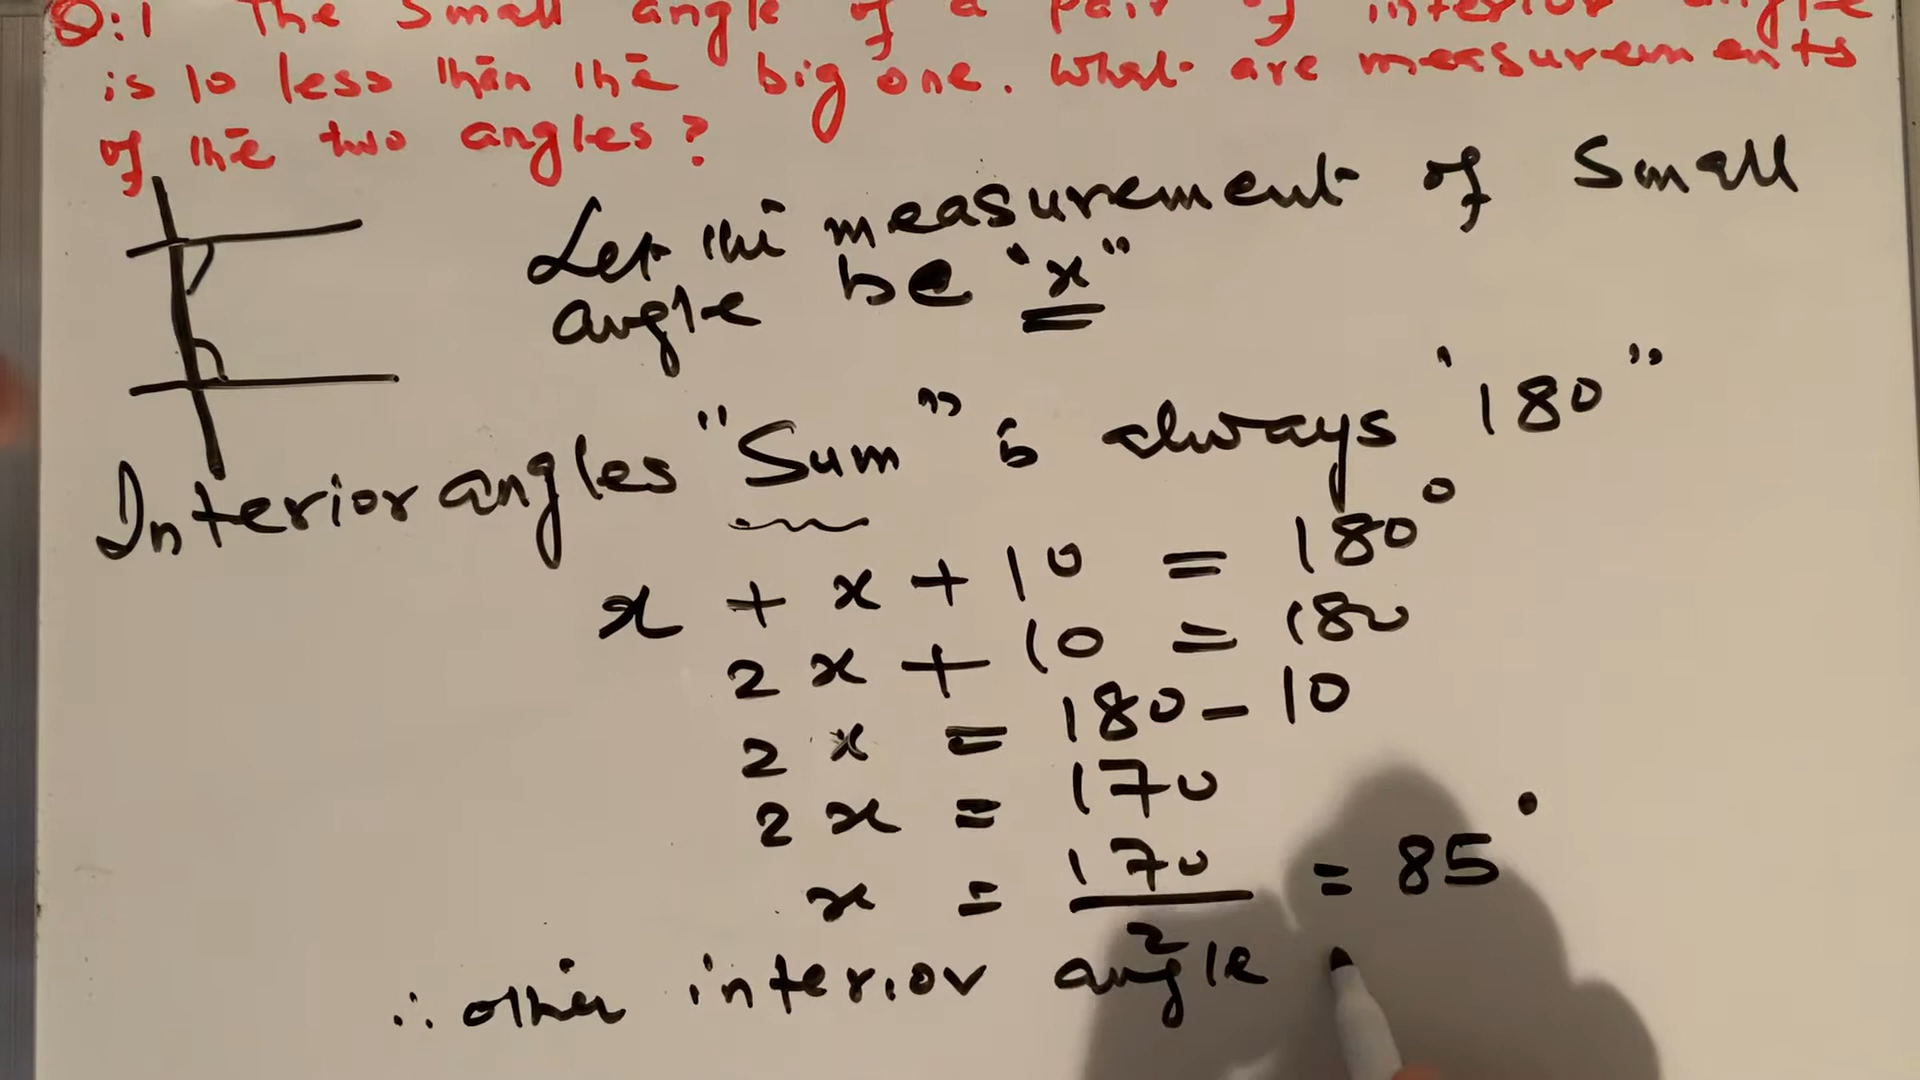 Q:1 The small angle of a pair of interior angle
is 10 less than the big one. What are measurements
of the two angles?
Let the measurement of small
angle be "x"
Interior angles "Sum" is always "180"
x + x + 10 = 180°
2x + 10 = 180
2x = 180 - 10
2x = 170
x = 170/2 = 85°
∴ other interior angle